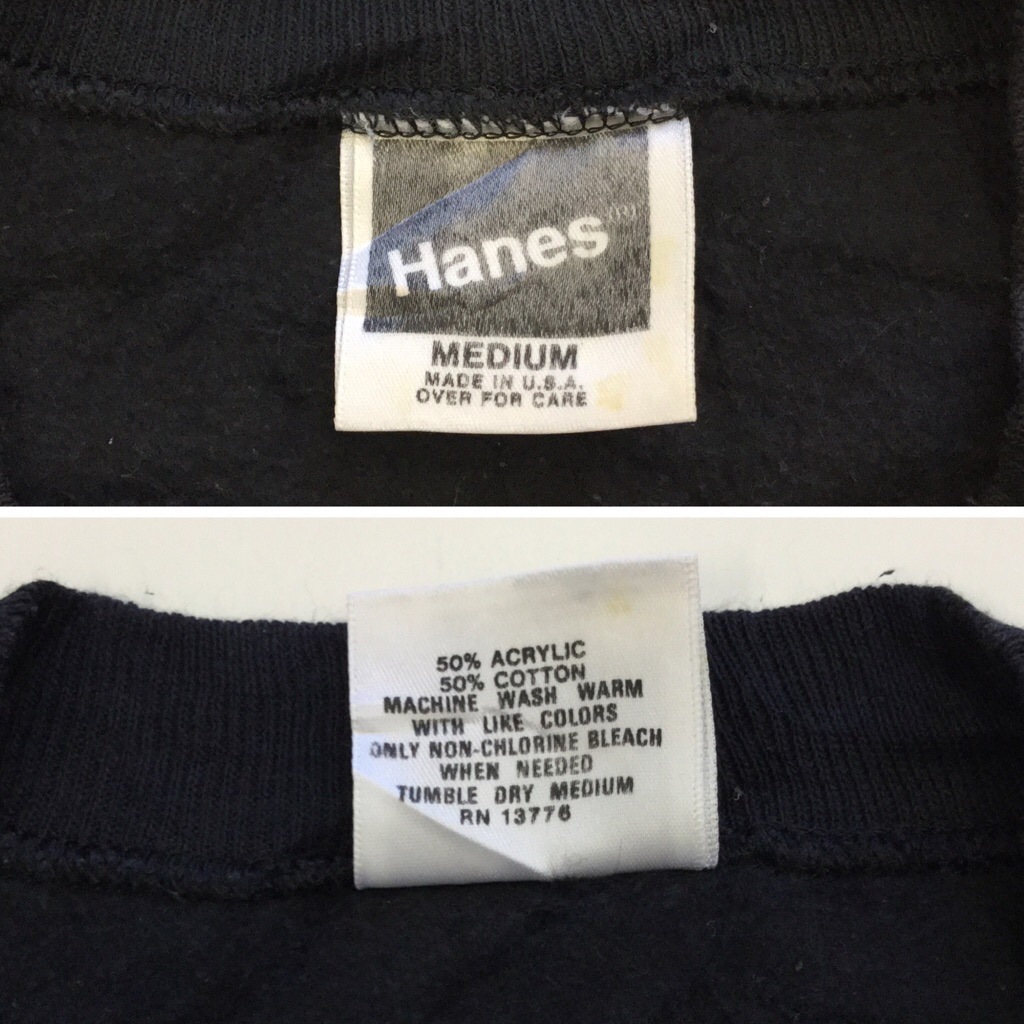 Hanes(R)
MEDIUM
MADE IN U.S.A.
OVER FOR CARE
50% ACRYLIC
50% COTTON
MACHINE WASH WARM
WITH LIKE COLORS
ONLY NON-CHLORINE BLEACH
WHEN NEEDED
TUMBLE DRY MEDIUM
RN 13776